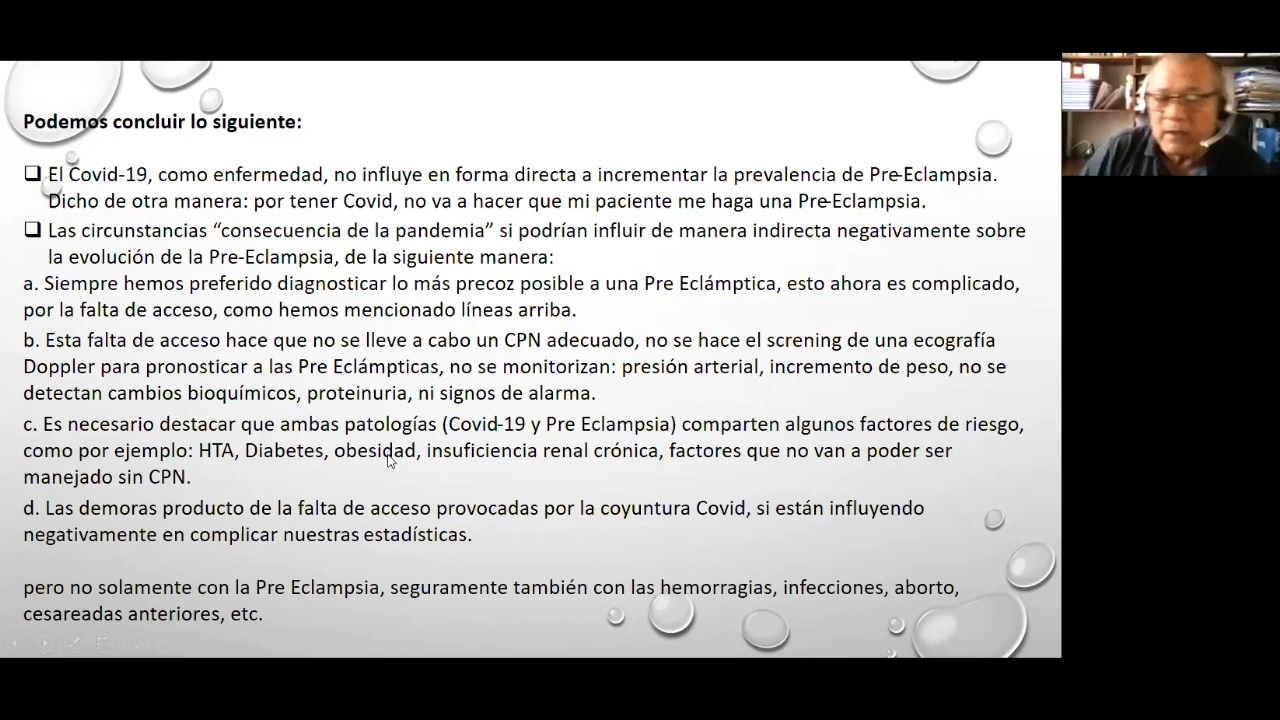 Podemos concluir lo siguiente:
El Covid-19, como enfermedad, no influye en forma directa a incrementar la prevalencia de Pre-Eclampsia.
Dicho de otra manera: por tener Covid, no va a hacer que mi paciente me haga una Pre-Eclampsia.
Las circunstancias “consecuencia de la pandemia” si podrían influir de manera indirecta negativamente sobre
la evolución de la Pre-Eclampsia, de la siguiente manera:
a. Siempre hemos preferido diagnosticar lo más precoz posible a una Pre Eclámptica, esto ahora es complicado,
por la falta de acceso, como hemos mencionado líneas arriba.
b. Esta falta de acceso hace que no se lleve a cabo un CPN adecuado, no se hace el screning de una ecografía
Doppler para pronosticar a las Pre Eclámpticas, no se monitorizan: presión arterial, incremento de peso, no se
detectan cambios bioquímicos, proteinuria, ni signos de alarma.
c. Es necesario destacar que ambas patologías (Covid-19 y Pre Eclampsia) comparten algunos factores de riesgo,
como por ejemplo: HTA, Diabetes, obesidad, insuficiencia renal crónica, factores que no van a poder ser
manejado sin CPN.
d. Las demoras producto de la falta de acceso provocadas por la coyuntura Covid, si están influyendo
negativamente en complicar nuestras estadísticas.
pero no solamente con la Pre Eclampsia, seguramente también con las hemorragias, infecciones, aborto,
cesareadas anteriores, etc.